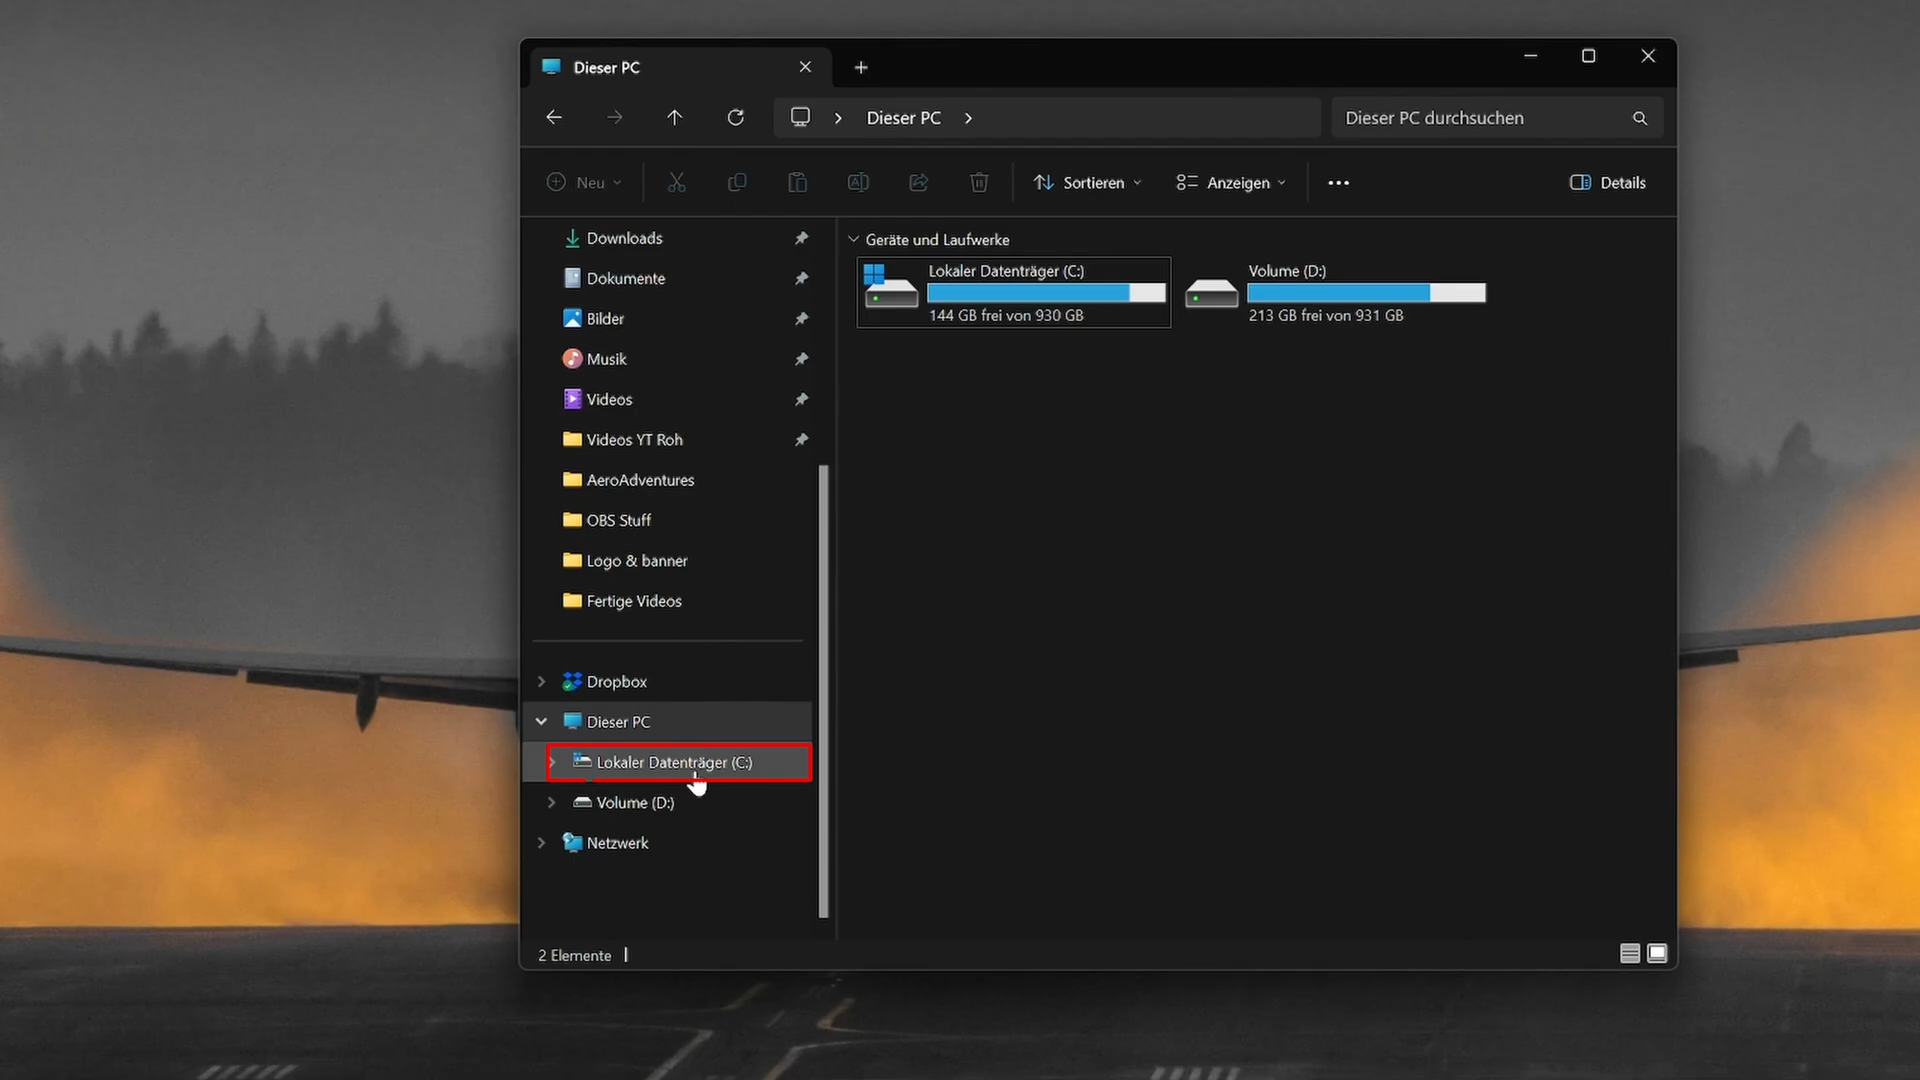 Dieser PC
Dieser PC
Dieser PC durchsuchen
Neu
Sortieren
Anzeigen
Details
Downloads
Dokumente
Bilder
Musik
Videos
Videos YT Roh
AeroAdventures
OBS Stuff
Logo & banner
Fertige Videos
Dropbox
Dieser PC
Lokaler Datenträger (C:)
Volume (D:)
Netzwerk
Geräte und Laufwerke
Lokaler Datenträger (C:)
144 GB frei von 930 GB
Volume (D:)
213 GB frei von 931 GB
2 Elemente